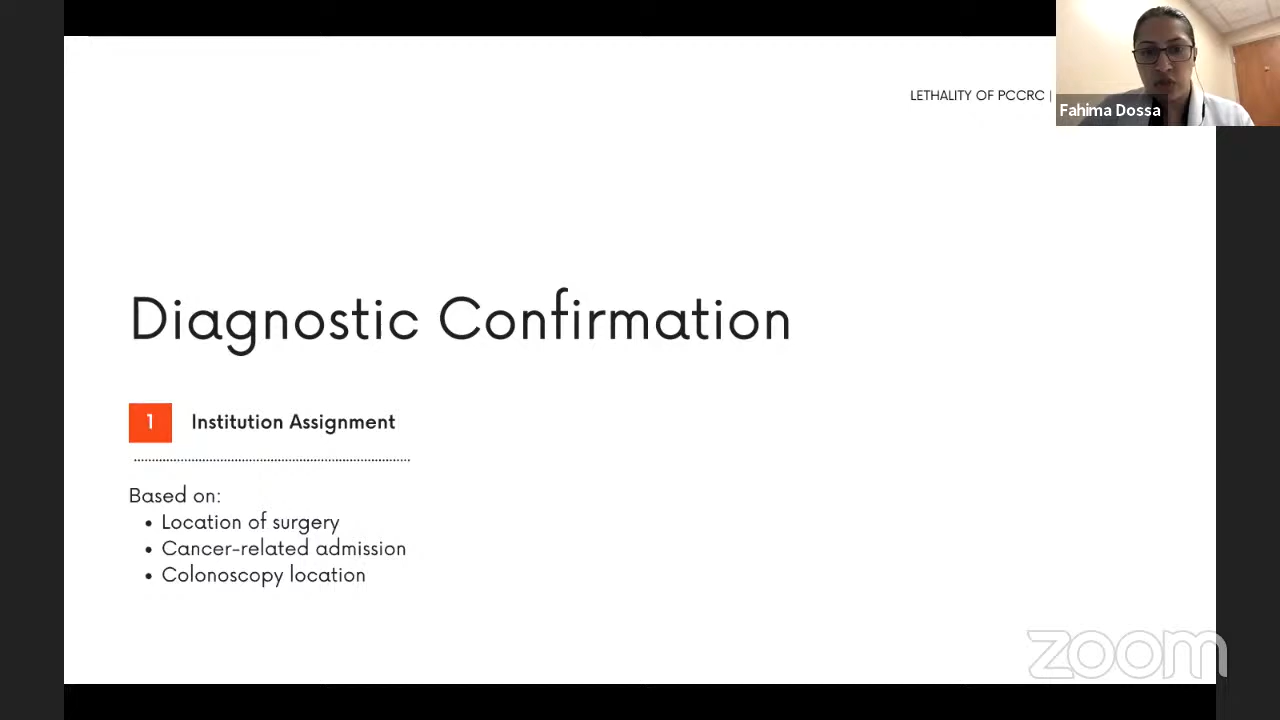 LETHALITY OF PCCRC |
Fahima Dossa
Diagnostic Confirmation
1 Institution Assignment
Based on:
• Location of surgery
• Cancer-related admission
• Colonoscopy location
zoom